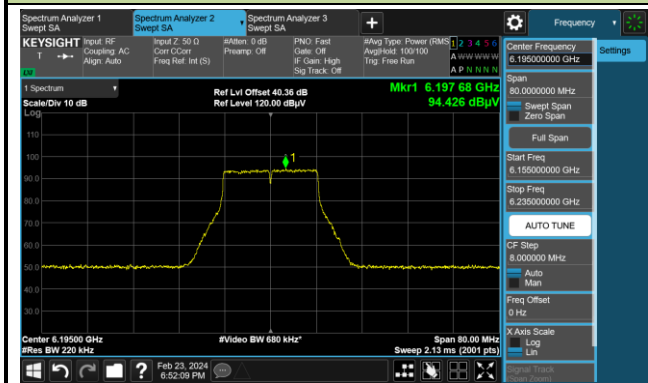 Spectrum Analyzer 1
Swept SA
Spectrum Analyzer 2
Swept SA
Spectrum Analyzer 3
Swept SA
+
Frequency
KEYSIGHT
Input: RF
Coupling: AC
Align: Auto
Input Z: 50 Ω
Corr CCorr
Freq Ref: Int (S)
#Atten: 0 dB
Preamp: Off
PNO: Fast
Gate: Off
IF Gain: High
Sig Track: Off
#Avg Type: Power (RMS)
Avg|Hold: 100/100
Trig: Free Run
1 2 3 4 5 6
A W W W W W
A P N N N N
T
LU
Center Frequency
6.195000000 GHz
Settings
1 Spectrum
Scale/Div 10 dB
Log
Ref Lvl Offset 40.36 dB
Ref Level 120.00 dBµV
Mkr1 6.197 68 GHz
94.426 dBµV
Span
80.0000000 MHz
Swept Span
Zero Span
Full Span
Start Freq
6.155000000 GHz
Stop Freq
6.235000000 GHz
AUTO TUNE
CF Step
8.000000 MHz
Auto
Man
Freq Offset
0 Hz
X Axis Scale
Log
Lin
Signal Track
(Span Zoom)
110
100
90.0
80.0
70.0
60.0
50.0
40.0
30.0
1
Center 6.19500 GHz
#Res BW 220 kHz
#Video BW 680 kHz*
Span 80.00 MHz
Sweep 2.13 ms (2001 pts)
?
Feb 23, 2024
6:52:09 PM